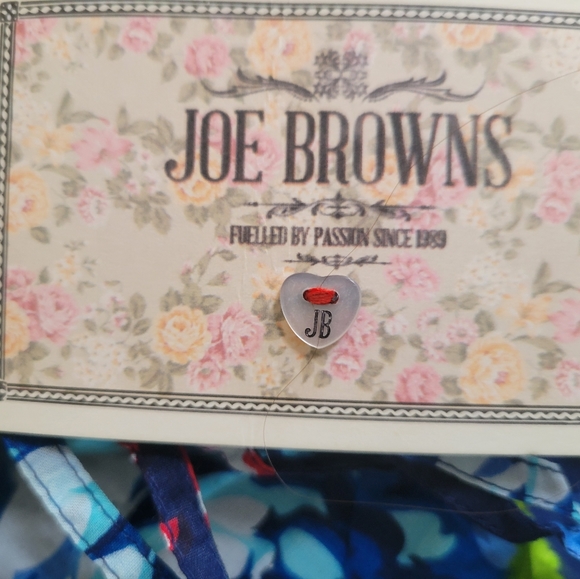 JOE BROWNS
FUELLED BY PASSION SINCE 1989
JB